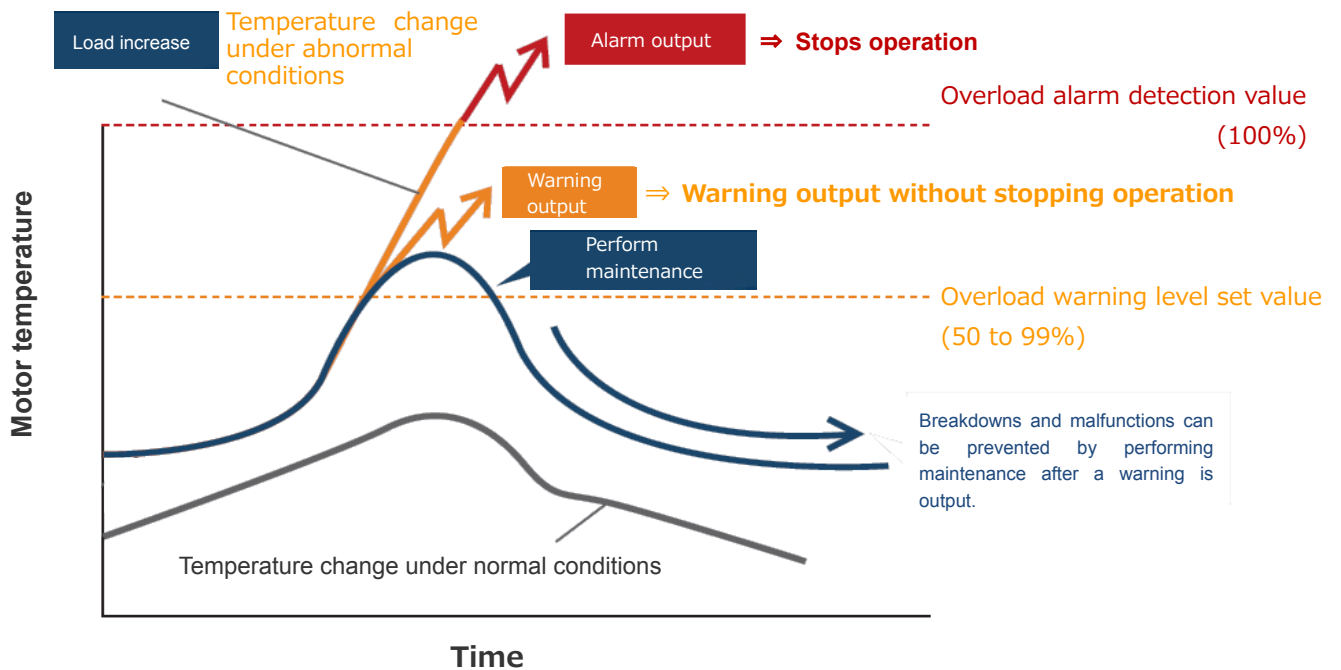 Load increase
Temperature change
under abnormal
conditions
Alarm output
⇒ Stops operation
Overload alarm detection value
(100%)
Warning
output
⇒ Warning output without stopping operation
Perform
maintenance
Overload warning level set value
(50 to 99%)
Motor temperature
Breakdowns and malfunctions can
be prevented by performing
maintenance after a warning is
output.
Temperature change under normal conditions
Time